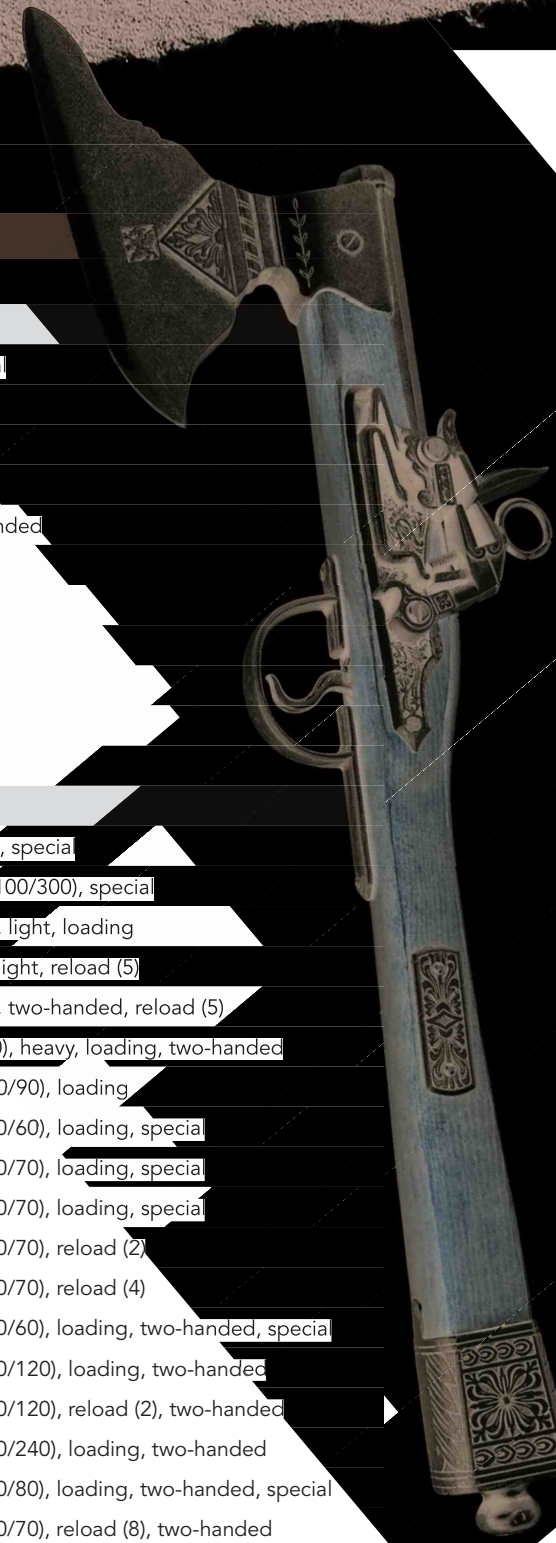 , special
100/300), special
, light, loading
ight, reload (5)
, two-handed, reload (5)
), heavy, loading, two-handed
0/90), loading
0/60), loading, special
0/70), loading, special
0/70), loading, special
0/70), reload (2)
0/70), reload (4)
0/60), loading, two-handed, special
0/120), loading, two-handed
0/120), reload (2), two-handed
0/240), loading, two-handed
0/80), loading, two-handed, special
0/70), reload (8), two-handed